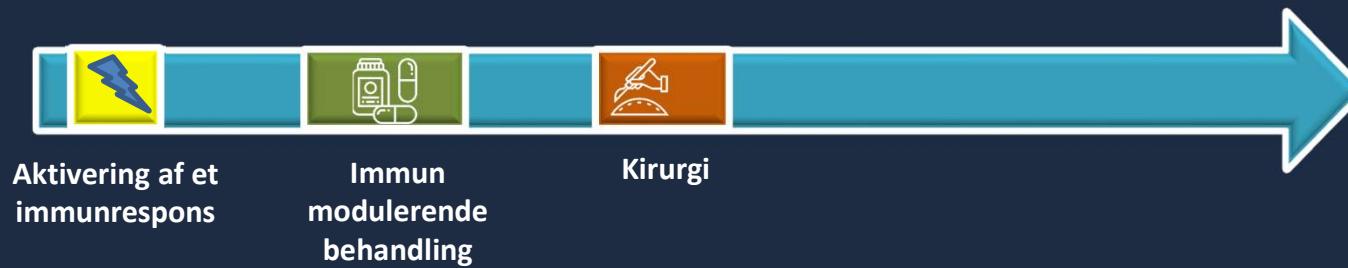 Aktivering af et
immunrespons
Immun
modulerende
behandling
Kirurgi